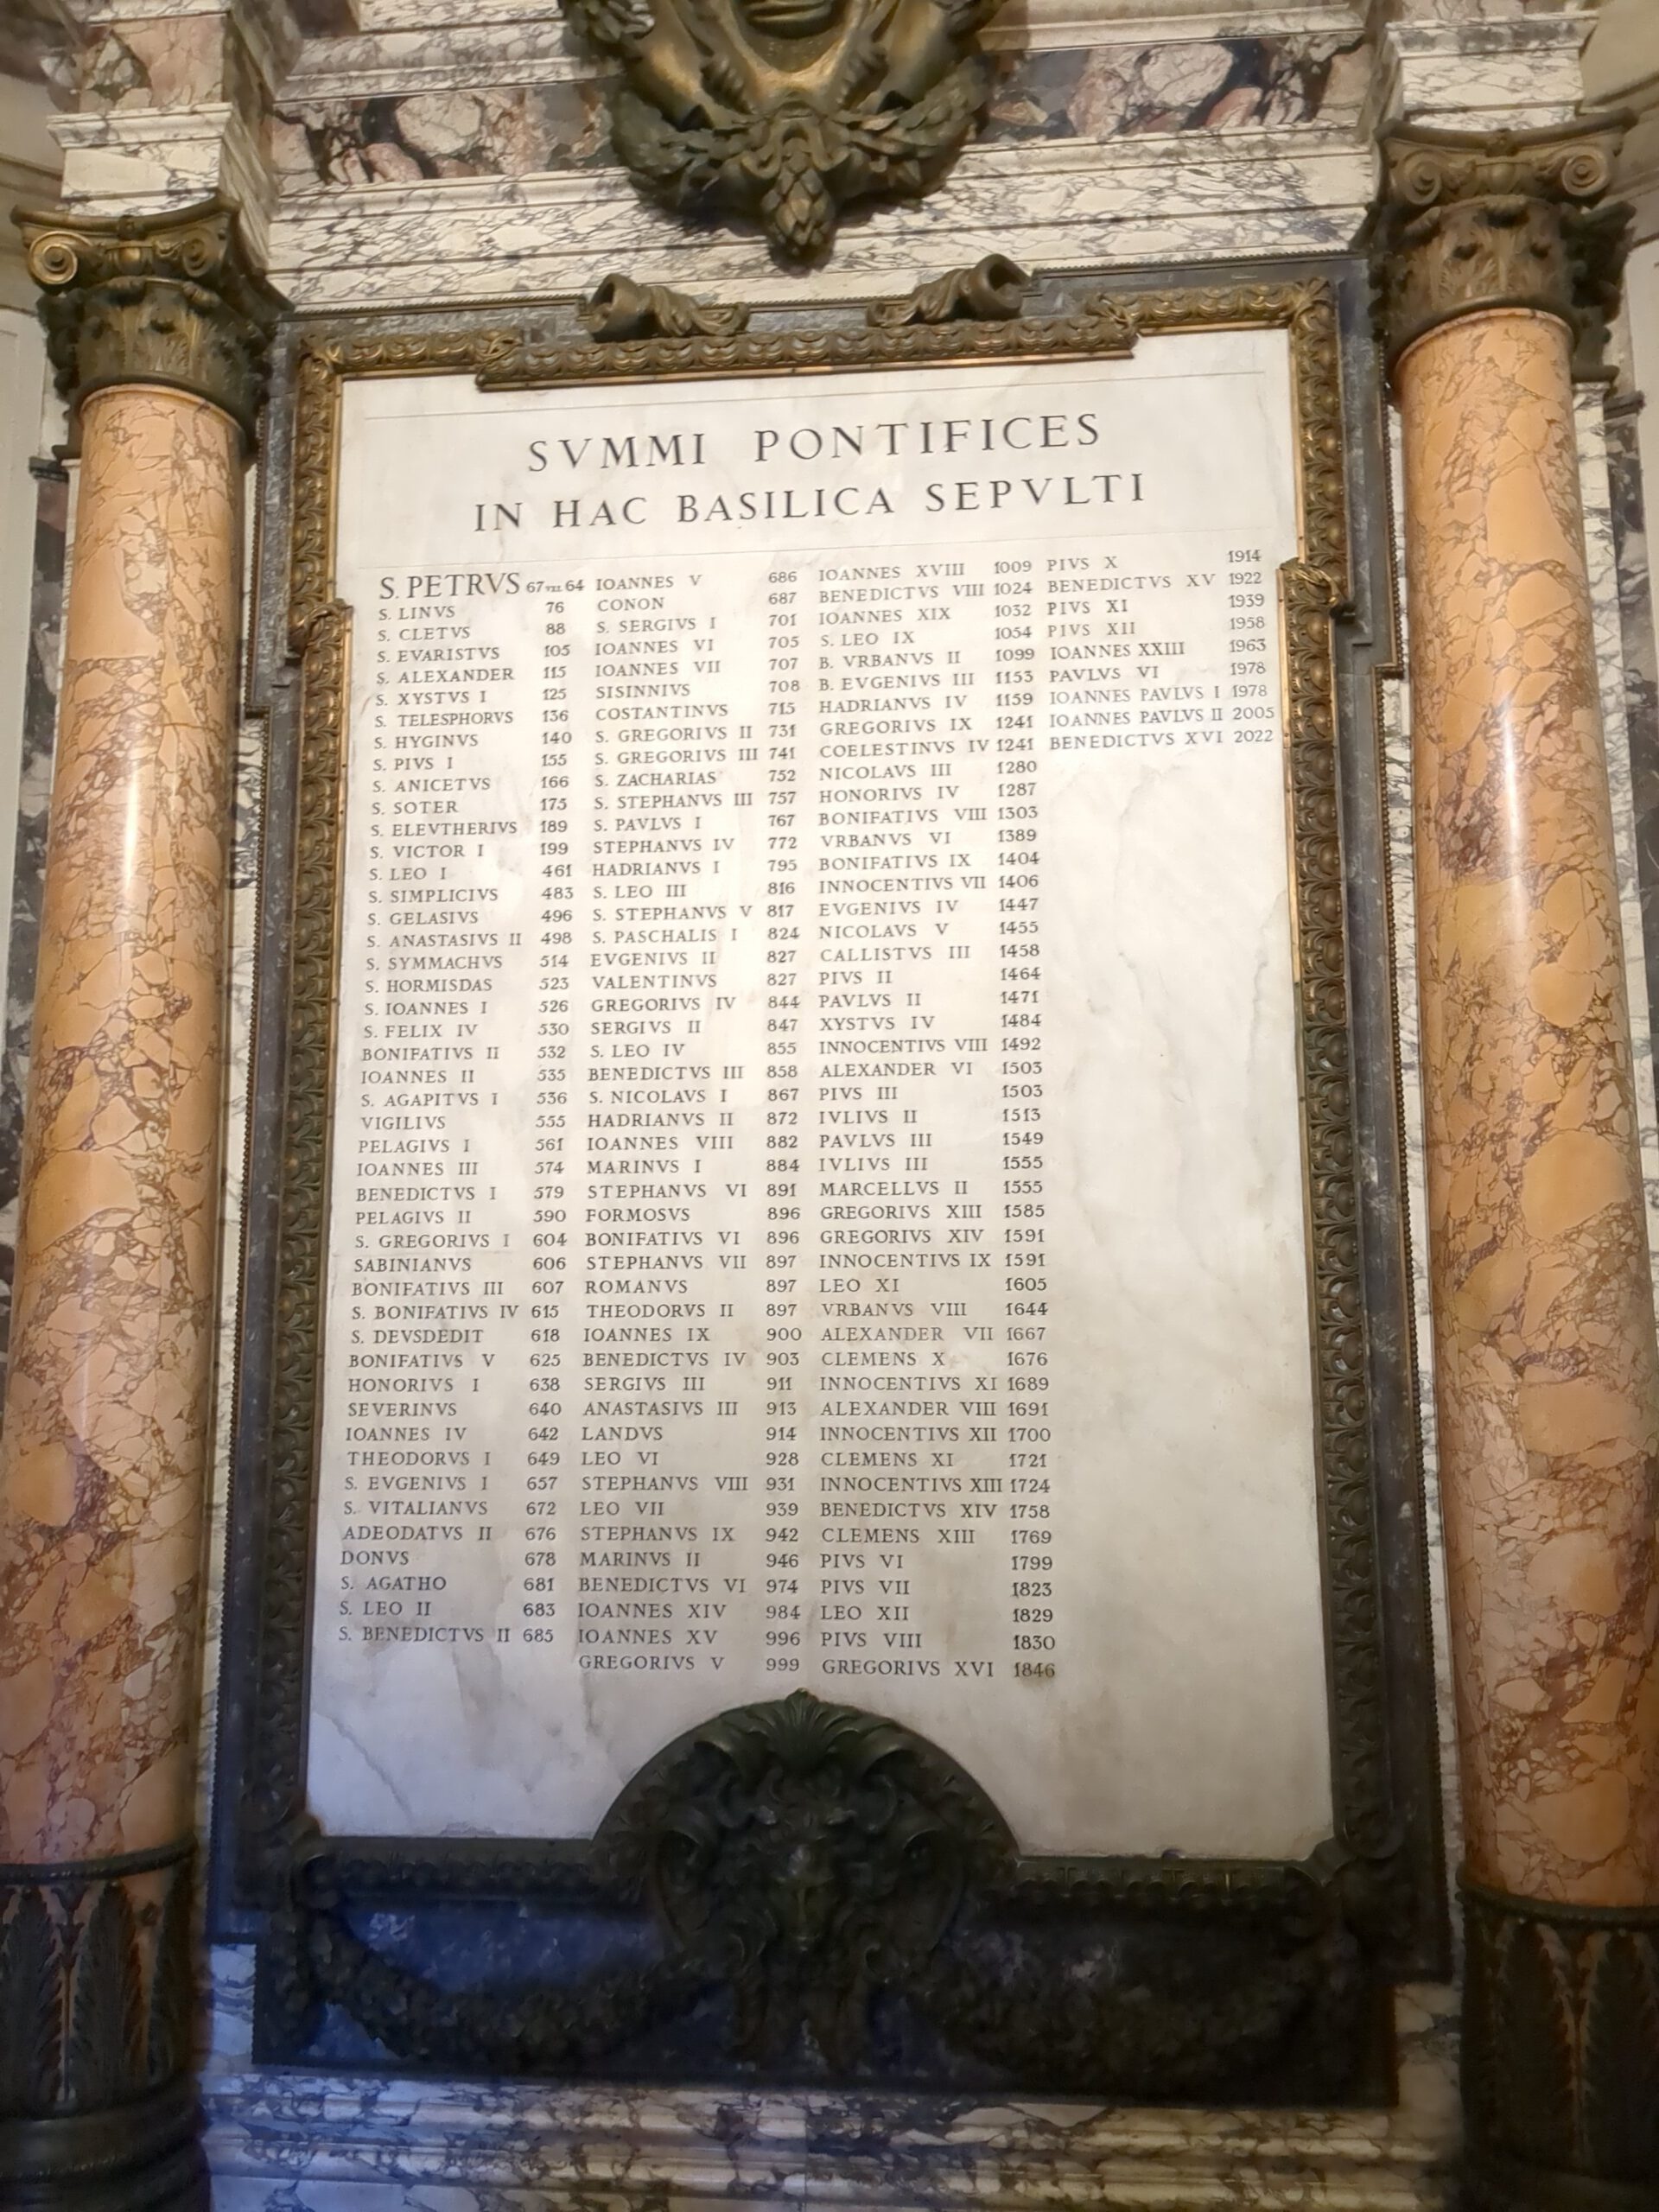 SVMMI PONTIFICES
IN HAC BASILICA SEPVLTI
S. PETRVS 67 VEL 64
S. LINVS 76
S. CLETVS 88
S. EVARISTVS 105
S. ALEXANDER 115
S. XYSTVS I 125
S. TELESPHORVS 136
S. HYGINVS 140
S. PIVS I 155
S. ANICETVS 166
S. SOTER 175
S. ELEVTHERIVS 189
S. VICTOR I 199
S. LEO I 461
S. SIMPLICIVS 483
S. GELASIVS 496
S. ANASTASIVS II 498
S. SYMMACHVS 514
S. HORMISDAS 523
S. IOANNES I 526
S. FELIX IV 530
BONIFATIVS II 532
IOANNES II 535
S. AGAPITVS I 536
VIGILIVS 555
PELAGIVS I 561
IOANNES III 574
BENEDICTVS I 579
PELAGIVS II 590
S. GREGORIVS I 604
SABINIANVS 606
BONIFATIVS III 607
S. BONIFATIVS IV 615
S. DEVSDEDIT 618
BONIFATIVS V 625
HONORIVS I 638
SEVERINVS 640
IOANNES IV 642
THEODORVS I 649
S. EVGENIVS I 657
S. VITALIANVS 672
ADEODATVS II 676
DONVS 678
S. AGATHO 681
S. LEO II 683
S. BENEDICTVS II 685
IOANNES V 686
CONON 687
S. SERGIVS I 701
IOANNES VI 705
IOANNES VII 707
SISINNIVS 708
COSTANTINVS 715
S. GREGORIVS II 731
S. GREGORIVS III 741
S. ZACHARIAS 752
S. STEPHANVS III 757
S. PAVLVS I 767
STEPHANVS IV 772
HADRIANVS I 795
S. LEO III 816
S. STEPHANVS V 817
S. PASCHALIS I 824
EVGENIVS II 827
VALENTINVS 827
GREGORIVS IV 844
SERGIVS II 847
S. LEO IV 855
BENEDICTVS III 858
S. NICOLAVS I 867
HADRIANVS II 872
IOANNES VIII 882
MARINVS I 884
STEPHANVS VI 891
FORMOSVS 896
BONIFATIVS VI 896
STEPHANVS VII 897
ROMANVS 897
THEODORVS II 897
IOANNES IX 900
BENEDICTVS IV 903
SERGIVS III 911
ANASTASIVS III 913
LANDVS 914
LEO VI 928
STEPHANVS VIII 931
LEO VII 939
STEPHANVS IX 942
MARINVS II 946
BENEDICTVS VI 974
IOANNES XIV 984
IOANNES XV 996
GREGORIVS V 999
IOANNES XVIII 1009
BENEDICTVS VIII 1024
IOANNES XIX 1032
S. LEO IX 1054
B. VRBANVS II 1099
B. EVGENIVS III 1153
HADRIANVS IV 1159
GREGORIVS IX 1241
COELESTINVS IV 1241
NICOLAVS III 1280
HONORIVS IV 1287
BONIFATIVS VIII 1303
VRBANVS VI 1389
BONIFATIVS IX 1404
INNOCENTIVS VII 1406
EVGENIVS IV 1447
NICOLAVS V 1455
CALLISTVS III 1458
PIVS II 1464
PAVLVS II 1471
XYSTVS IV 1484
INNOCENTIVS VIII 1492
ALEXANDER VI 1503
PIVS III 1503
IVLIVS II 1513
PAVLVS III 1549
IVLIVS III 1555
MARCELLVS II 1555
GREGORIVS XIII 1585
GREGORIVS XIV 1591
INNOCENTIVS IX 1591
LEO XI 1605
VRBANVS VIII 1644
ALEXANDER VII 1667
CLEMENS X 1676
INNOCENTIVS XI 1689
ALEXANDER VIII 1691
INNOCENTIVS XII 1700
CLEMENS XI 1721
INNOCENTIVS XIII 1724
BENEDICTVS XIV 1758
CLEMENS XIII 1769
PIVS VI 1799
PIVS VII 1823
LEO XII 1829
PIVS VIII 1830
GREGORIVS XVI 1846
PIVS X 1914
BENEDICTVS XV 1922
PIVS XI 1939
PIVS XII 1958
IOANNES XXIII 1963
PAVLVS VI 1978
IOANNES PAVLVS I 1978
IOANNES PAVLVS II 2005
BENEDICTVS XVI 2022